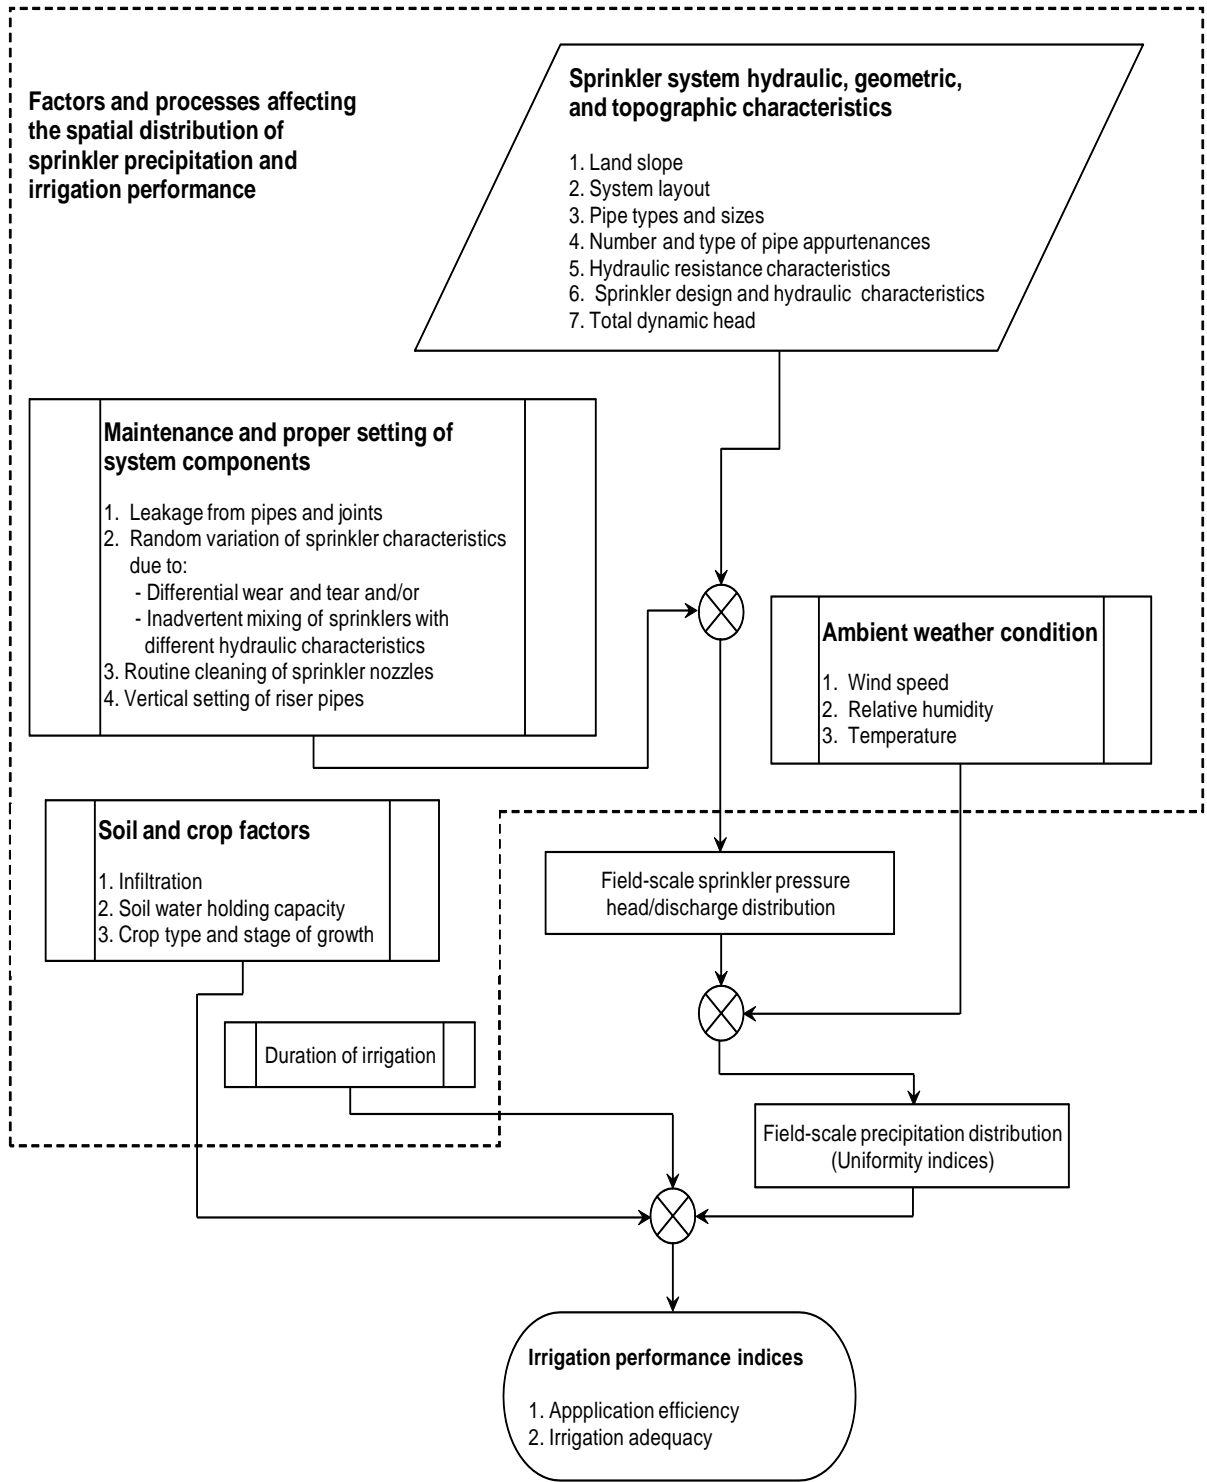 Factors and processes affecting
the spatial distribution of
sprinkler precipitation and
irrigation performance
Sprinkler system hydraulic, geometric,
and topographic characteristics
1. Land slope
2. System layout
3. Pipe types and sizes
4. Number and type of pipe appurtenances
5. Hydraulic resistance characteristics
6. Sprinkler design and hydraulic characteristics
7. Total dynamic head
Maintenance and proper setting of
system components
1. Leakage from pipes and joints
2. Random variation of sprinkler characteristics
due to:
- Differential wear and tear and/or
- Inadvertent mixing of sprinklers with
different hydraulic characteristics
3. Routine cleaning of sprinkler nozzles
4. Vertical setting of riser pipes
Ambient weather condition
1. Wind speed
2. Relative humidity
3. Temperature
Soil and crop factors
1. Infiltration
2. Soil water holding capacity
3. Crop type and stage of growth
Field-scale sprinkler pressure
head/discharge distribution
Duration of irrigation
Field-scale precipitation distribution
(Uniformity indices)
Irrigation performance indices
1. Appplication efficiency
2. Irrigation adequacy